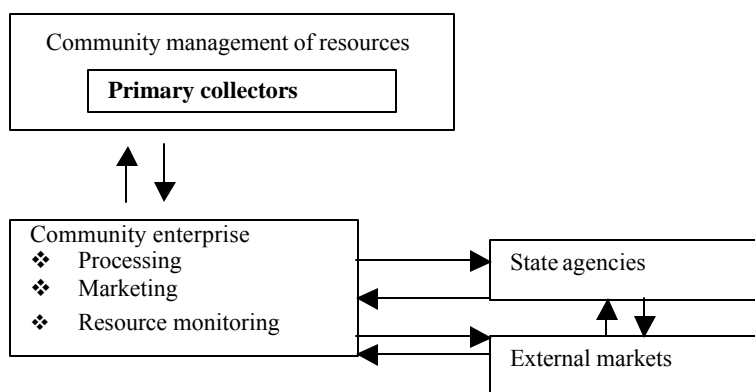 Community management of resources
Primary collectors
Community enterprise
❖ Processing
❖ Marketing
❖ Resource monitoring
State agencies
External markets